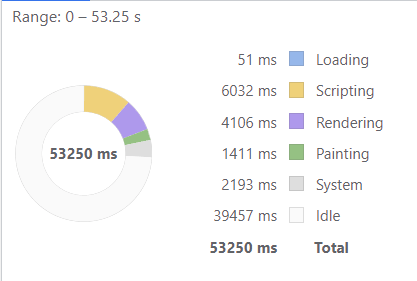 Range: 0 – 53.25 s
51 ms Loading
6032 ms Scripting
4106 ms Rendering
53250 ms
1411 ms Painting
2193 ms System
39457 ms Idle
53250 ms Total